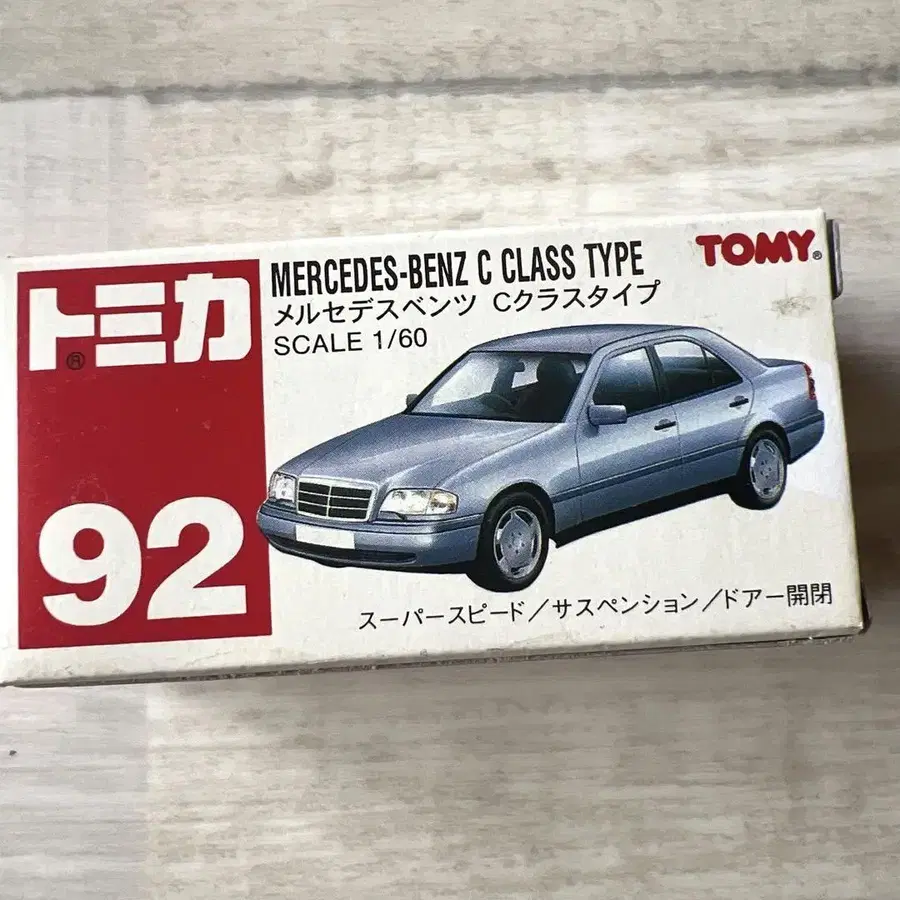 トミカ®
92
MERCEDES-BENZ C CLASS TYPE
メルセデスベンツ Cクラスタイプ
SCALE 1/60
TOMY®
スーパースピード/サスペンション/ドアー開閉